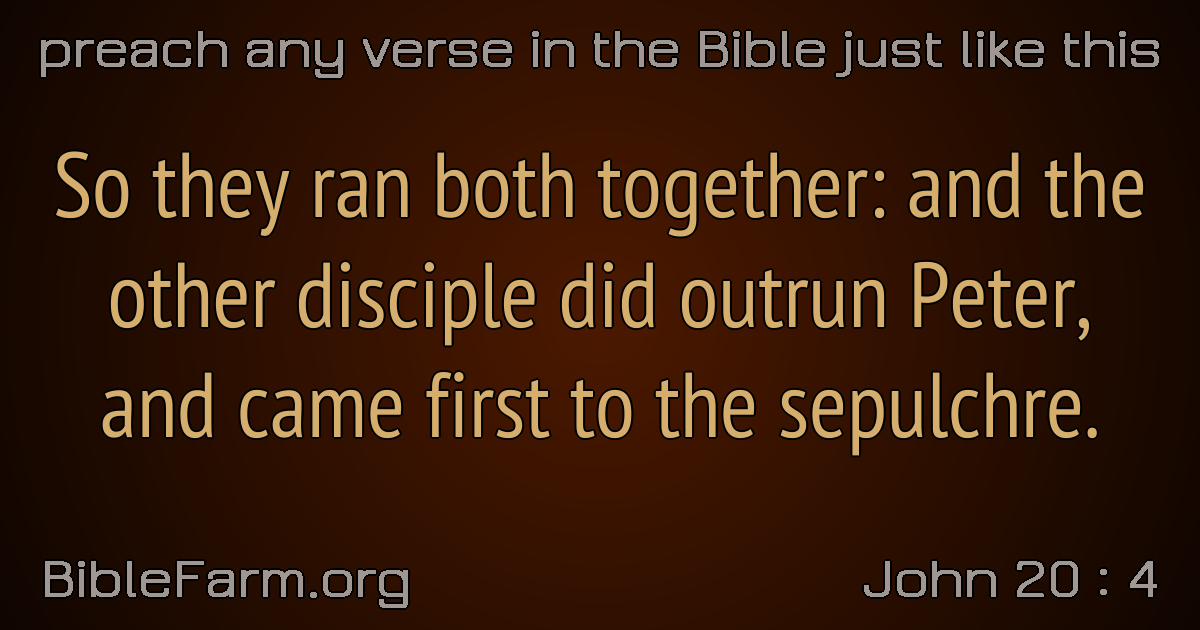 preach any verse in the Bible just like this
So they ran both together: and the
other disciple did outrun Peter,
and came first to the sepulchre.
BibleFarm.org
John 20 : 4